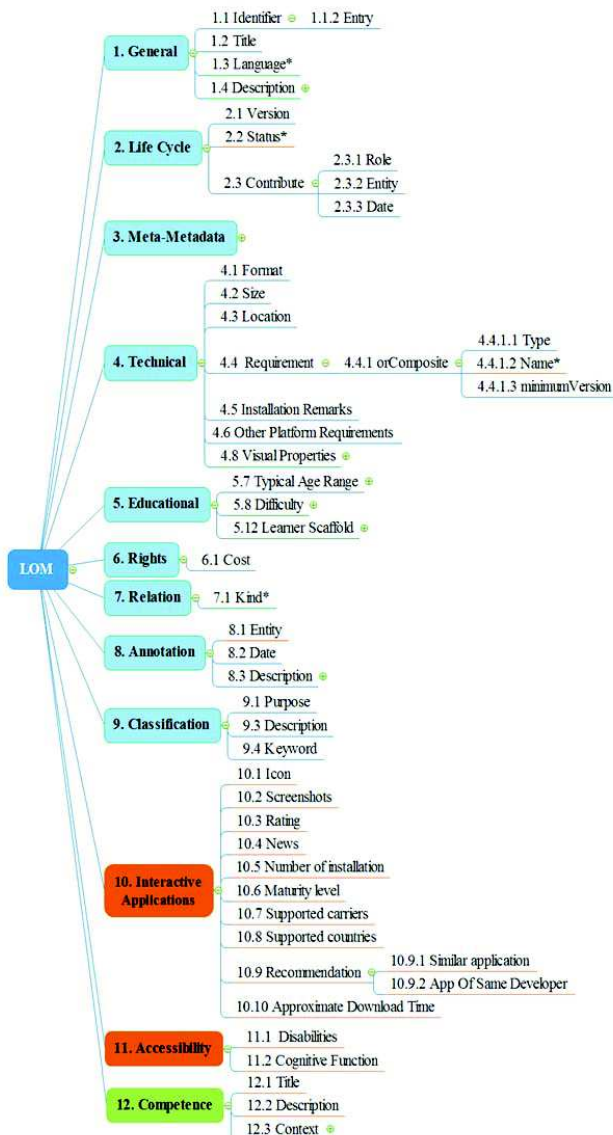 LOM
1. General
1.1 Identifier
1.1.2 Entry
1.2 Title
1.3 Language*
1.4 Description
2. Life Cycle
2.1 Version
2.2 Status*
2.3 Contribute
2.3.1 Role
2.3.2 Entity
2.3.3 Date
3. Meta-Metadata
4. Technical
4.1 Format
4.2 Size
4.3 Location
4.4 Requirement
4.4.1 orComposite
4.4.1.1 Type
4.4.1.2 Name*
4.4.1.3 minimumVersion
4.5 Installation Remarks
4.6 Other Platform Requirements
4.8 Visual Properties
5. Educational
5.7 Typical Age Range
5.8 Difficulty
5.12 Learner Scaffold
6. Rights
6.1 Cost
7. Relation
7.1 Kind*
8. Annotation
8.1 Entity
8.2 Date
8.3 Description
9. Classification
9.1 Purpose
9.3 Description
9.4 Keyword
10. Interactive
Applications
10.1 Icon
10.2 Screenshots
10.3 Rating
10.4 News
10.5 Number of installation
10.6 Maturity level
10.7 Supported carriers
10.8 Supported countries
10.9 Recommendation
10.9.1 Similar application
10.9.2 App Of Same Developer
10.10 Approximate Download Time
11. Accessibility
11.1 Disabilities
11.2 Cognitive Function
12. Competence
12.1 Title
12.2 Description
12.3 Context